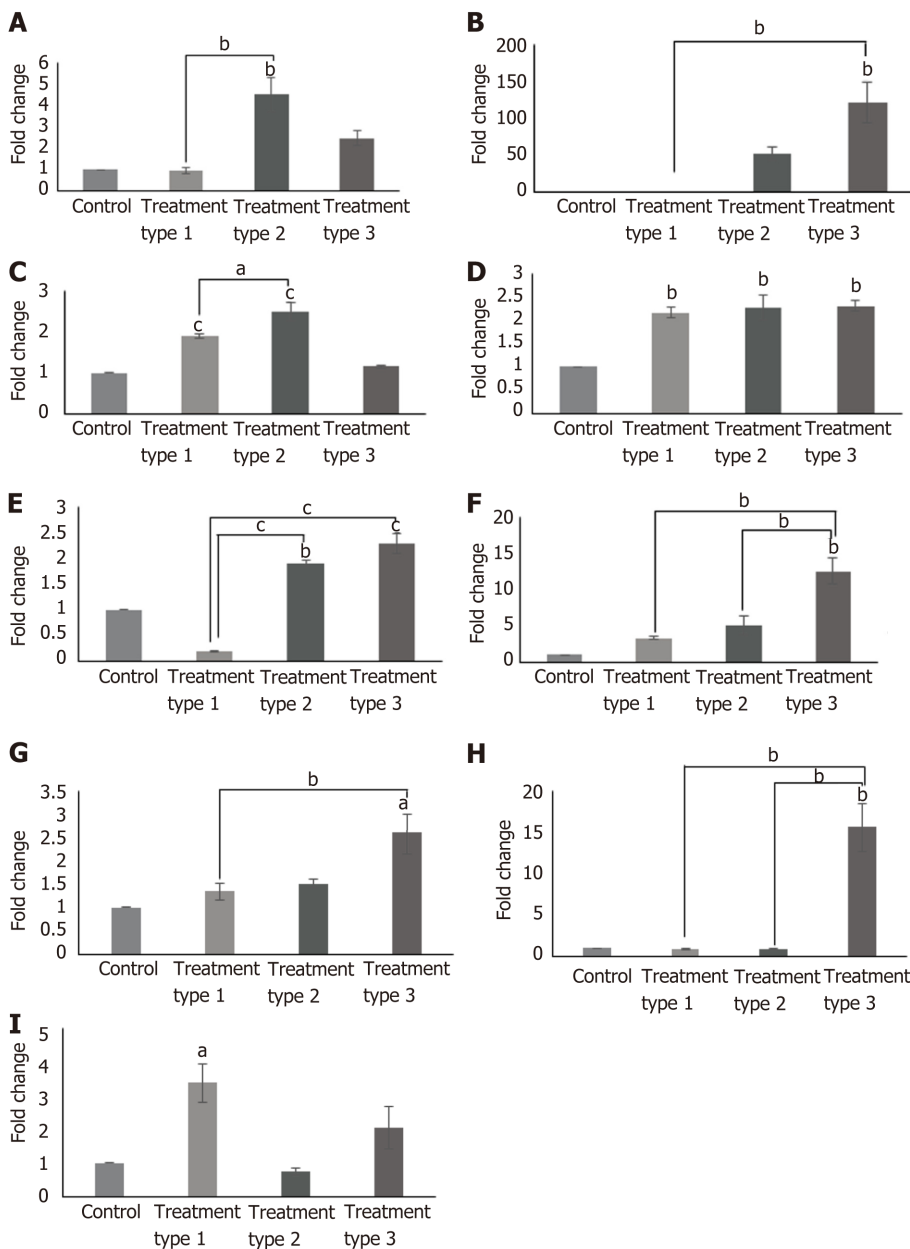 A
b
b
Fold change
6
5
4
3
2
1
0
Control Treatment Treatment Treatment
type 1 type 2 type 3
B
b
b
Fold change
200
150
100
50
0
Control Treatment Treatment Treatment
type 1 type 2 type 3
C
a
c
c
Fold change
3
2
1
0
Control Treatment Treatment Treatment
type 1 type 2 type 3
D
b b b
Fold change
3
2.5
2
1.5
1
0.5
0
Control Treatment Treatment Treatment
type 1 type 2 type 3
E
c
c
b
c
Fold change
3
2.5
2
1.5
1
0.5
0
Control Treatment Treatment Treatment
type 1 type 2 type 3
F
b
b
b
Fold change
20
15
10
5
0
Control Treatment Treatment Treatment
type 1 type 2 type 3
G
b
a
Fold change
3.5
3
2.5
2
1.5
1
0.5
0
Control Treatment Treatment Treatment
type 1 type 2 type 3
H
b
b
b
Fold change
20
15
10
5
0
Control Treatment Treatment Treatment
type 1 type 2 type 3
I
a
Fold change
5
4
3
2
1
0
Control Treatment Treatment Treatment
type 1 type 2 type 3